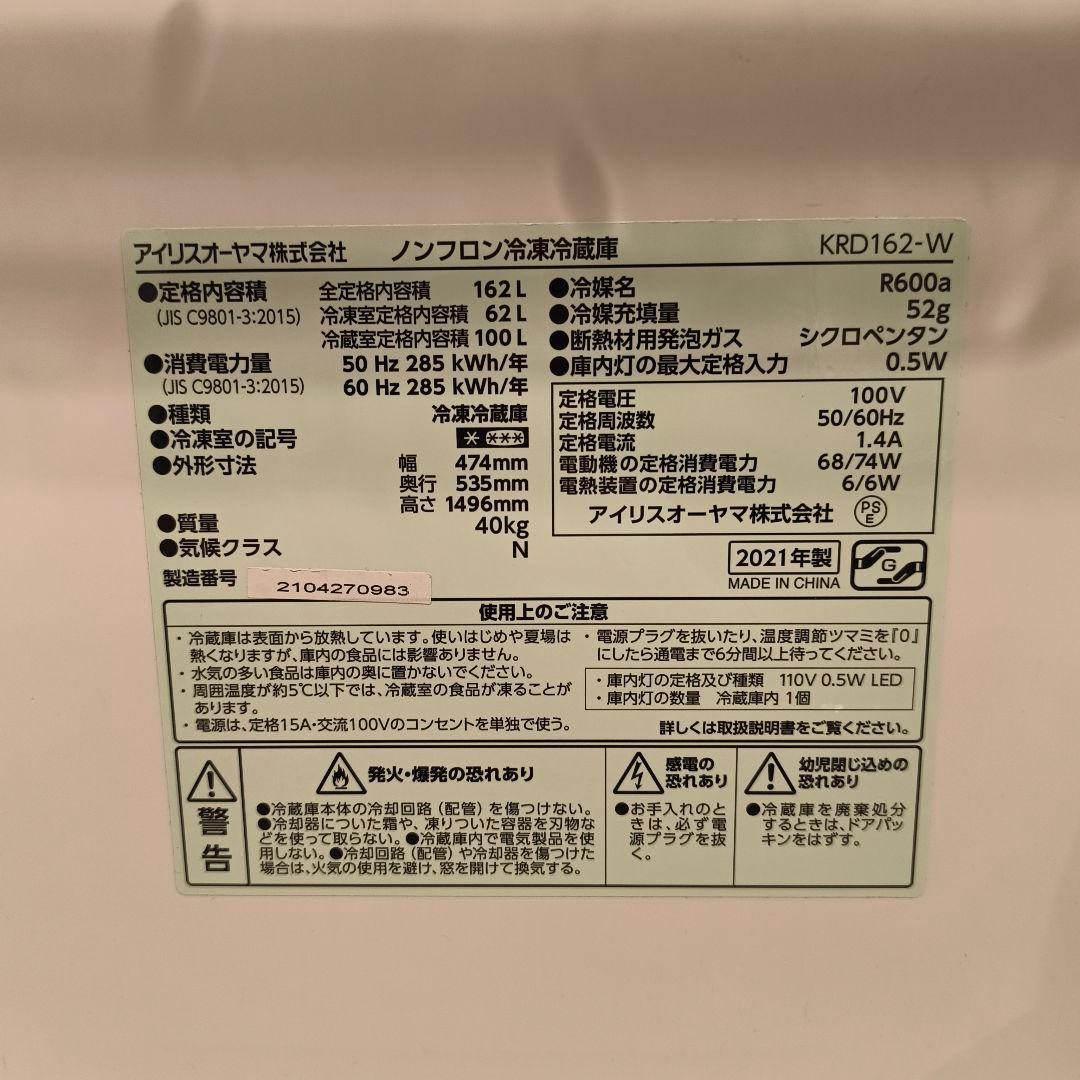 アイリスオーヤマ株式会社 ノンフロン冷凍冷蔵庫 KRD162-W
●定格内容積 全定格内容積 162 L
(JIS C9801-3:2015) 冷凍室定格内容積 62 L
冷蔵室定格内容積 100 L
●消費電力量 50 Hz 285 kWh/年
(JIS C9801-3:2015) 60 Hz 285 kWh/年
●種類 冷凍冷蔵庫
●冷凍室の記号 * ***
●外形寸法 幅 474mm
奥行 535mm
高さ 1496mm
●質量 40kg
●気候クラス N
製造番号 2104270983
●冷媒名 R600a
●冷媒充填量 52g
●断熱材用発泡ガス シクロペンタン
●庫内灯の最大定格入力 0.5W
定格電圧 100V
定格周波数 50/60Hz
定格電流 1.4A
電動機の定格消費電力 68/74W
電熱装置の定格消費電力 6/6W
アイリスオーヤマ株式会社 PSE
2021年製
MADE IN CHINA
G
使用上のご注意
・冷蔵庫は表面から放熱しています。使いはじめや夏場は
熱くなりますが、庫内の食品には影響ありません。
・水気の多い食品は庫内の奥に置かないでください。
・周囲温度が約5℃以下では、冷蔵室の食品が凍ることが
あります。
・電源は、定格15A・交流100Vのコンセントを単独で使う。
・電源プラグを抜いたり、温度調節ツマミを『0』
にしたら通電まで6分間以上待ってください。
・庫内灯の定格及び種類 110V 0.5W LED
・庫内灯の数量 冷蔵庫内 1個
詳しくは取扱説明書をご覧ください。
警告
発火・爆発の恐れあり
●冷蔵庫本体の冷却回路（配管）を傷つけない。
●冷却器についた霜や、凍りついた容器を刃物な
どを使って取らない。●冷蔵庫内で電気製品を使
用しない。●冷却回路（配管）や冷却器を傷つけた
場合は、火気の使用を避け、窓を開けて換気する。
感電の
恐れあり
●お手入れのと
きは、必ず電
源プラグを抜
く。
幼児閉じ込めの
恐れあり
●冷蔵庫を廃棄処分
するときは、ドアパッ
キンをはずす。